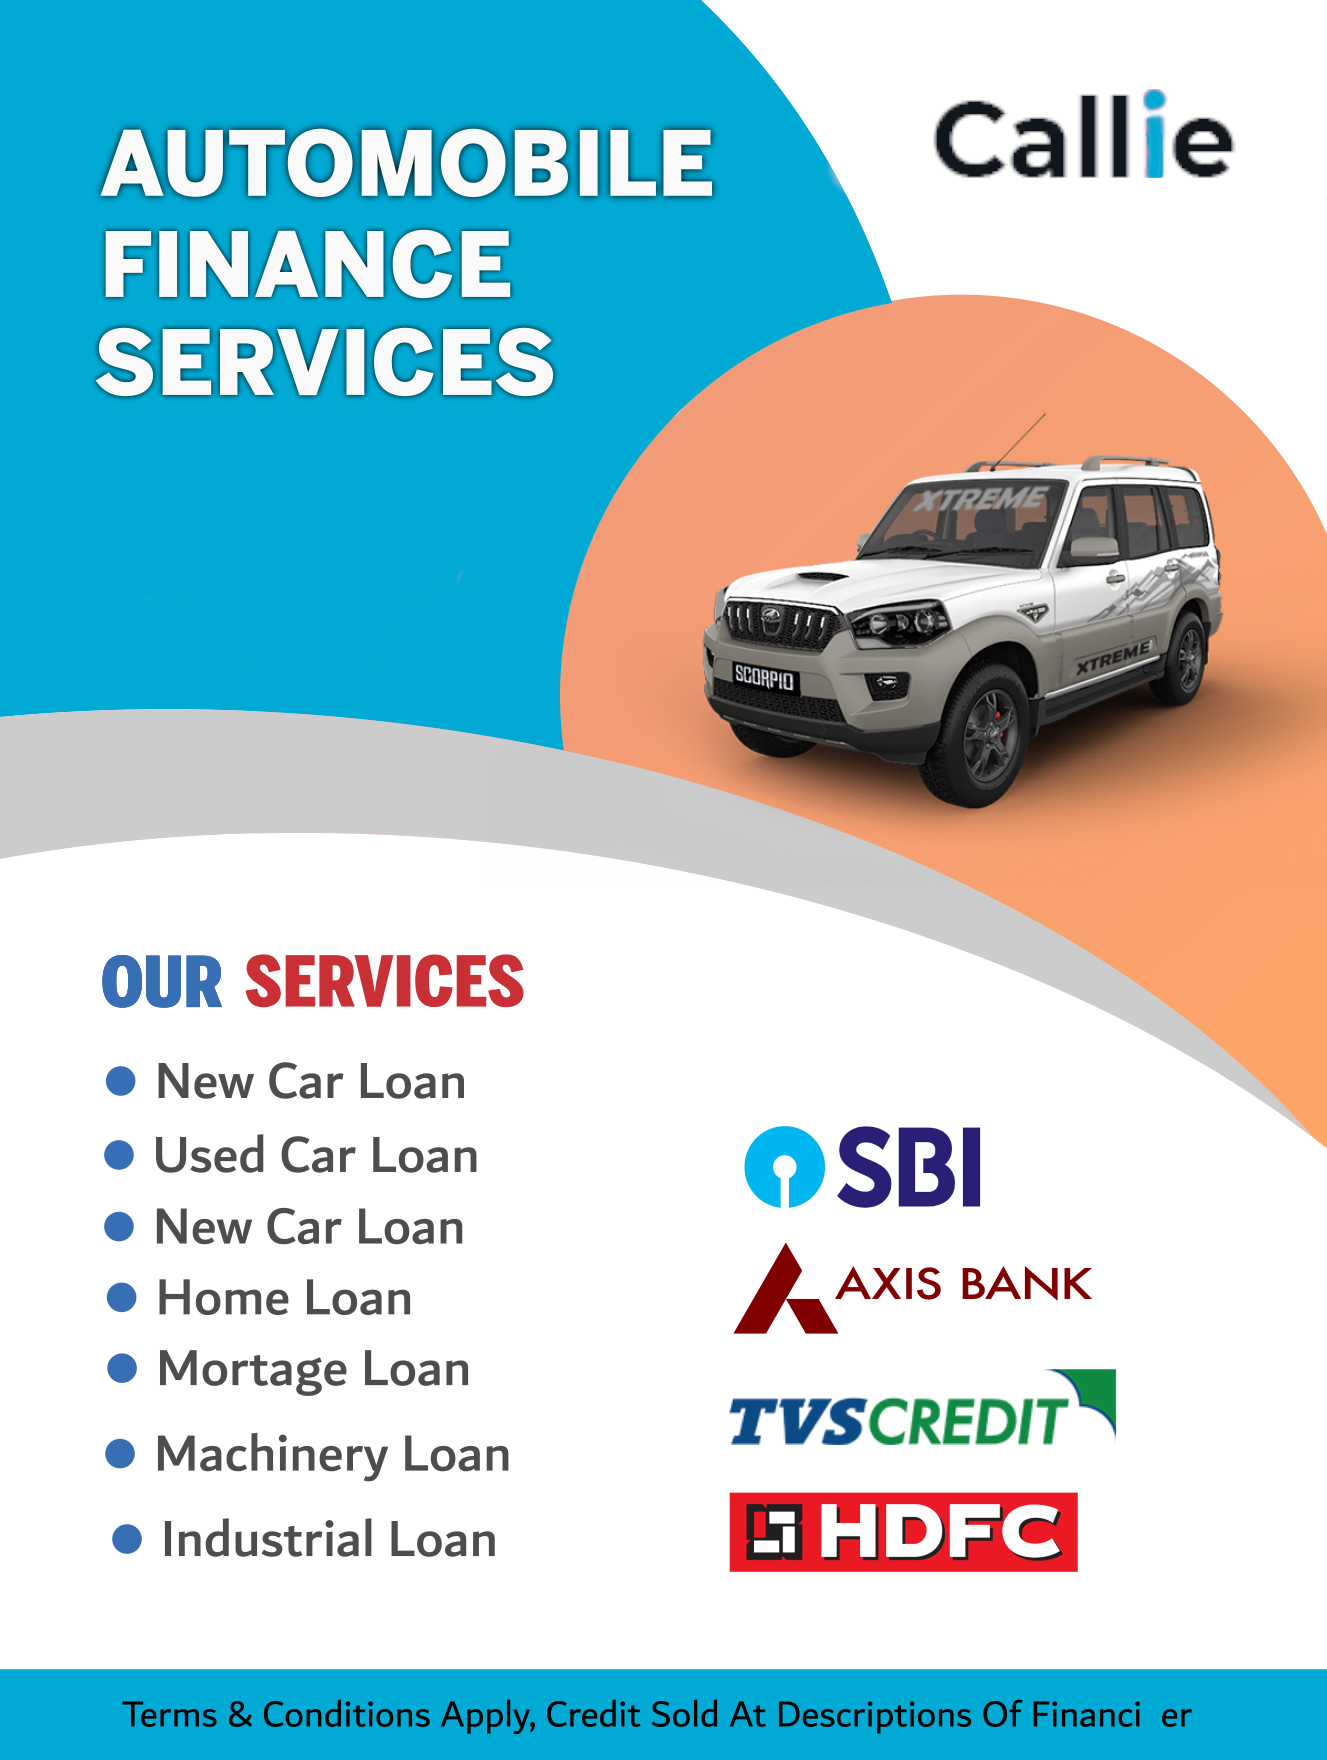 Callie
AUTOMOBILE
FINANCE
SERVICES
XTREME
SCORPIO
XTREME
OUR SERVICES
New Car Loan
Used Car Loan
New Car Loan
Home Loan
Mortage Loan
Machinery Loan
Industrial Loan
SBI
AXIS BANK
TVS CREDIT
HDFC
Terms & Conditions Apply, Credit Sold At Descriptions Of Financi er